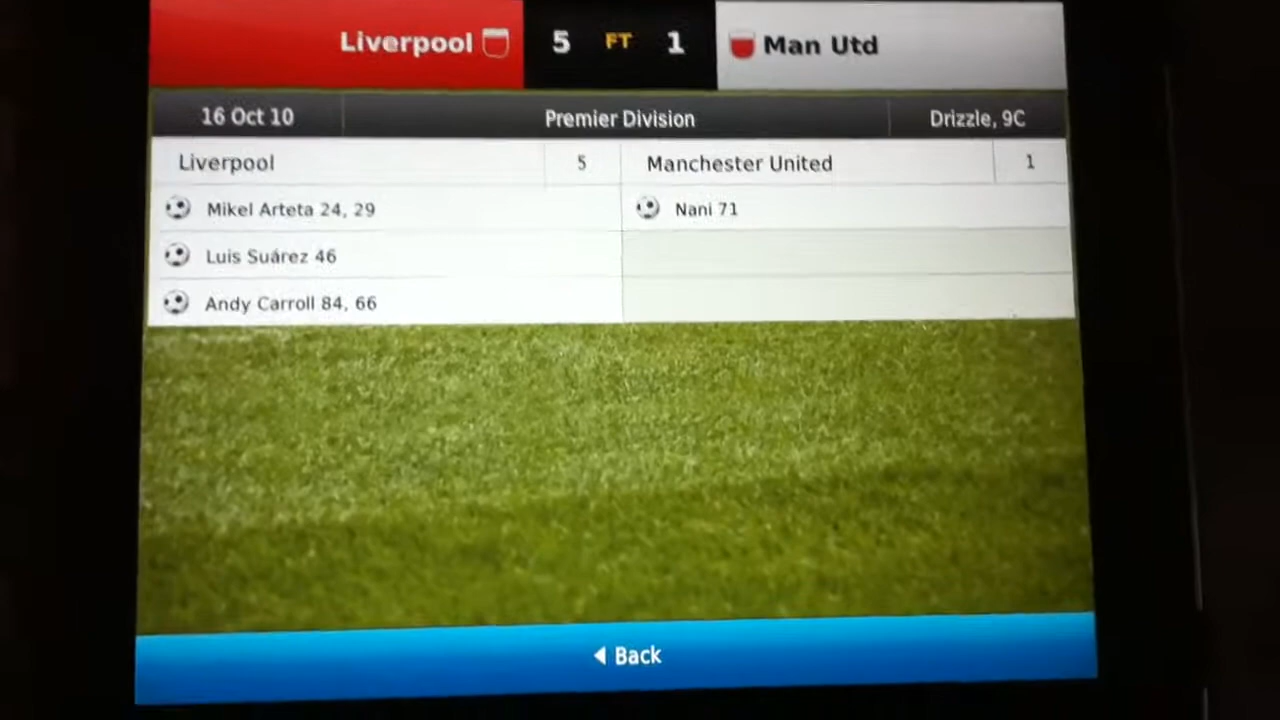 Liverpool 5 FT 1 Man Utd
16 Oct 10 Premier Division Drizzle, 9C
Liverpool 5 Manchester United 1
Mikel Arteta 24, 29 Nani 71
Luis Suárez 46
Andy Carroll 84, 66
Back